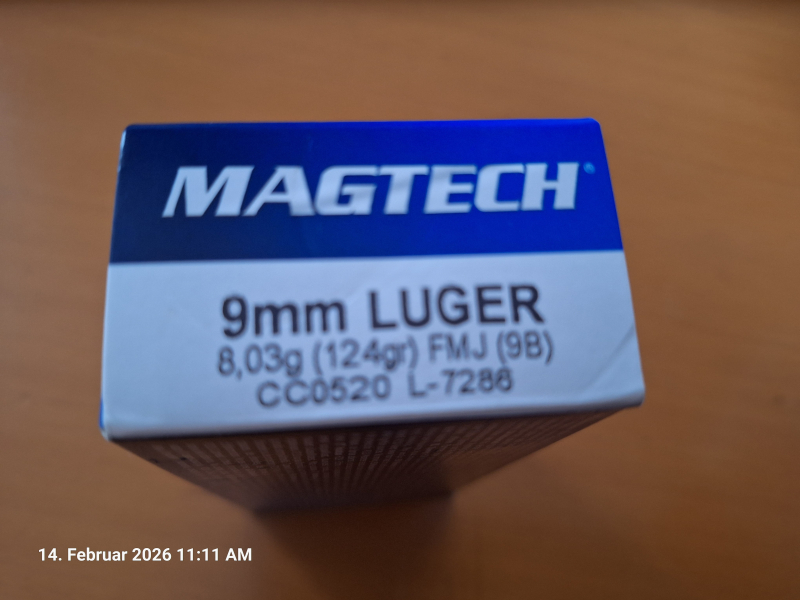 MAGTECH®
9mm LUGER
8,03g (124gr) FMJ (9B)
CC0520 L-7286
14. Februar 2026 11:11 AM